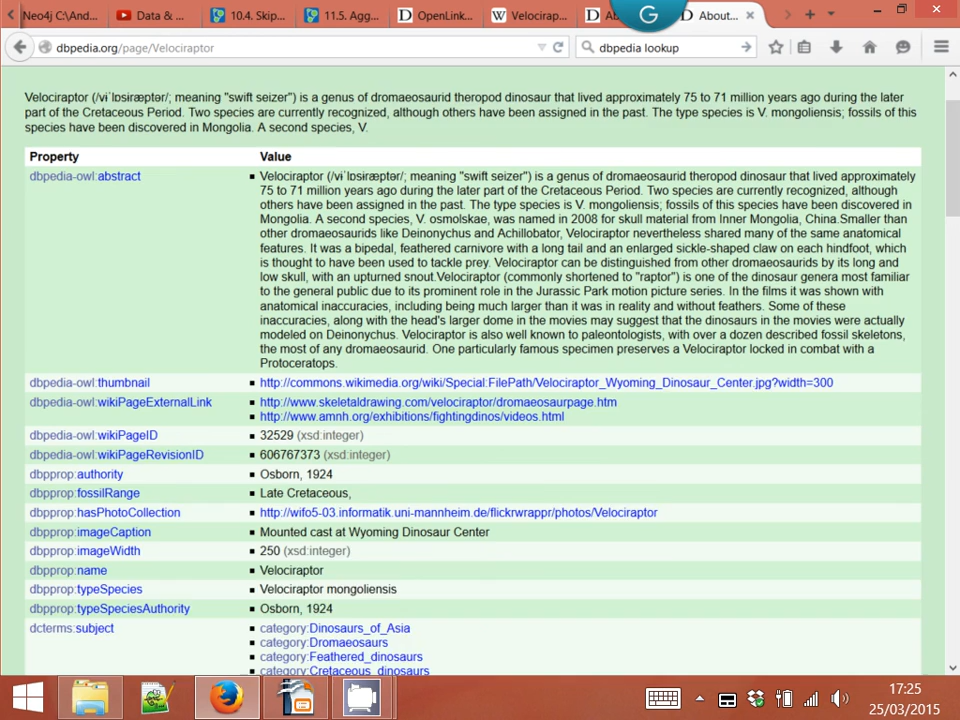 Neo4j C:\And...
Data & ...
10.4. Skip...
11.5. Agg...
OpenLink...
Velocirap...
Ab
G
About...
dbpedia.org/page/Velociraptor
dbpedia lookup
Velociraptor (/vɨˈlɒsɨræptər/; meaning "swift seizer") is a genus of dromaeosaurid theropod dinosaur that lived approximately 75 to 71 million years ago during the later
part of the Cretaceous Period. Two species are currently recognized, although others have been assigned in the past. The type species is V. mongoliensis; fossils of this
species have been discovered in Mongolia. A second species, V.
Property Value
dbpedia-owl:abstract
Velociraptor (/vɨˈlɒsɨræptər/; meaning "swift seizer") is a genus of dromaeosaurid theropod dinosaur that lived approximately
75 to 71 million years ago during the later part of the Cretaceous Period. Two species are currently recognized, although
others have been assigned in the past. The type species is V. mongoliensis; fossils of this species have been discovered in
Mongolia. A second species, V. osmolskae, was named in 2008 for skull material from Inner Mongolia, China.Smaller than
other dromaeosaurids like Deinonychus and Achillobator, Velociraptor nevertheless shared many of the same anatomical
features. It was a bipedal, feathered carnivore with a long tail and an enlarged sickle-shaped claw on each hindfoot, which
is thought to have been used to tackle prey. Velociraptor can be distinguished from other dromaeosaurids by its long and
low skull, with an upturned snout.Velociraptor (commonly shortened to "raptor") is one of the dinosaur genera most familiar
to the general public due to its prominent role in the Jurassic Park motion picture series. In the films it was shown with
anatomical inaccuracies, including being much larger than it was in reality and without feathers. Some of these
inaccuracies, along with the head's larger dome in the movies may suggest that the dinosaurs in the movies were actually
modeled on Deinonychus. Velociraptor is also well known to paleontologists, with over a dozen described fossil skeletons,
the most of any dromaeosaurid. One particularly famous specimen preserves a Velociraptor locked in combat with a
Protoceratops.
dbpedia-owl:thumbnail http://commons.wikimedia.org/wiki/Special:FilePath/Velociraptor_Wyoming_Dinosaur_Center.jpg?width=300
dbpedia-owl:wikiPageExternalLink http://www.skeletaldrawing.com/velociraptor/dromaeosaurpage.htm
http://www.amnh.org/exhibitions/fightingdinos/videos.html
dbpedia-owl:wikiPageID 32529 (xsd:integer)
dbpedia-owl:wikiPageRevisionID 606767373 (xsd:integer)
dbpprop:authority Osborn, 1924
dbpprop:fossilRange Late Cretaceous,
dbpprop:hasPhotoCollection http://wifo5-03.informatik.uni-mannheim.de/flickrwrappr/photos/Velociraptor
dbpprop:imageCaption Mounted cast at Wyoming Dinosaur Center
dbpprop:imageWidth 250 (xsd:integer)
dbpprop:name Velociraptor
dbpprop:typeSpecies Velociraptor mongoliensis
dbpprop:typeSpeciesAuthority Osborn, 1924
dcterms:subject category:Dinosaurs_of_Asia
category:Dromaeosaurs
category:Feathered_dinosaurs
category:Cretaceous_dinosaurs
17:25
25/03/2015